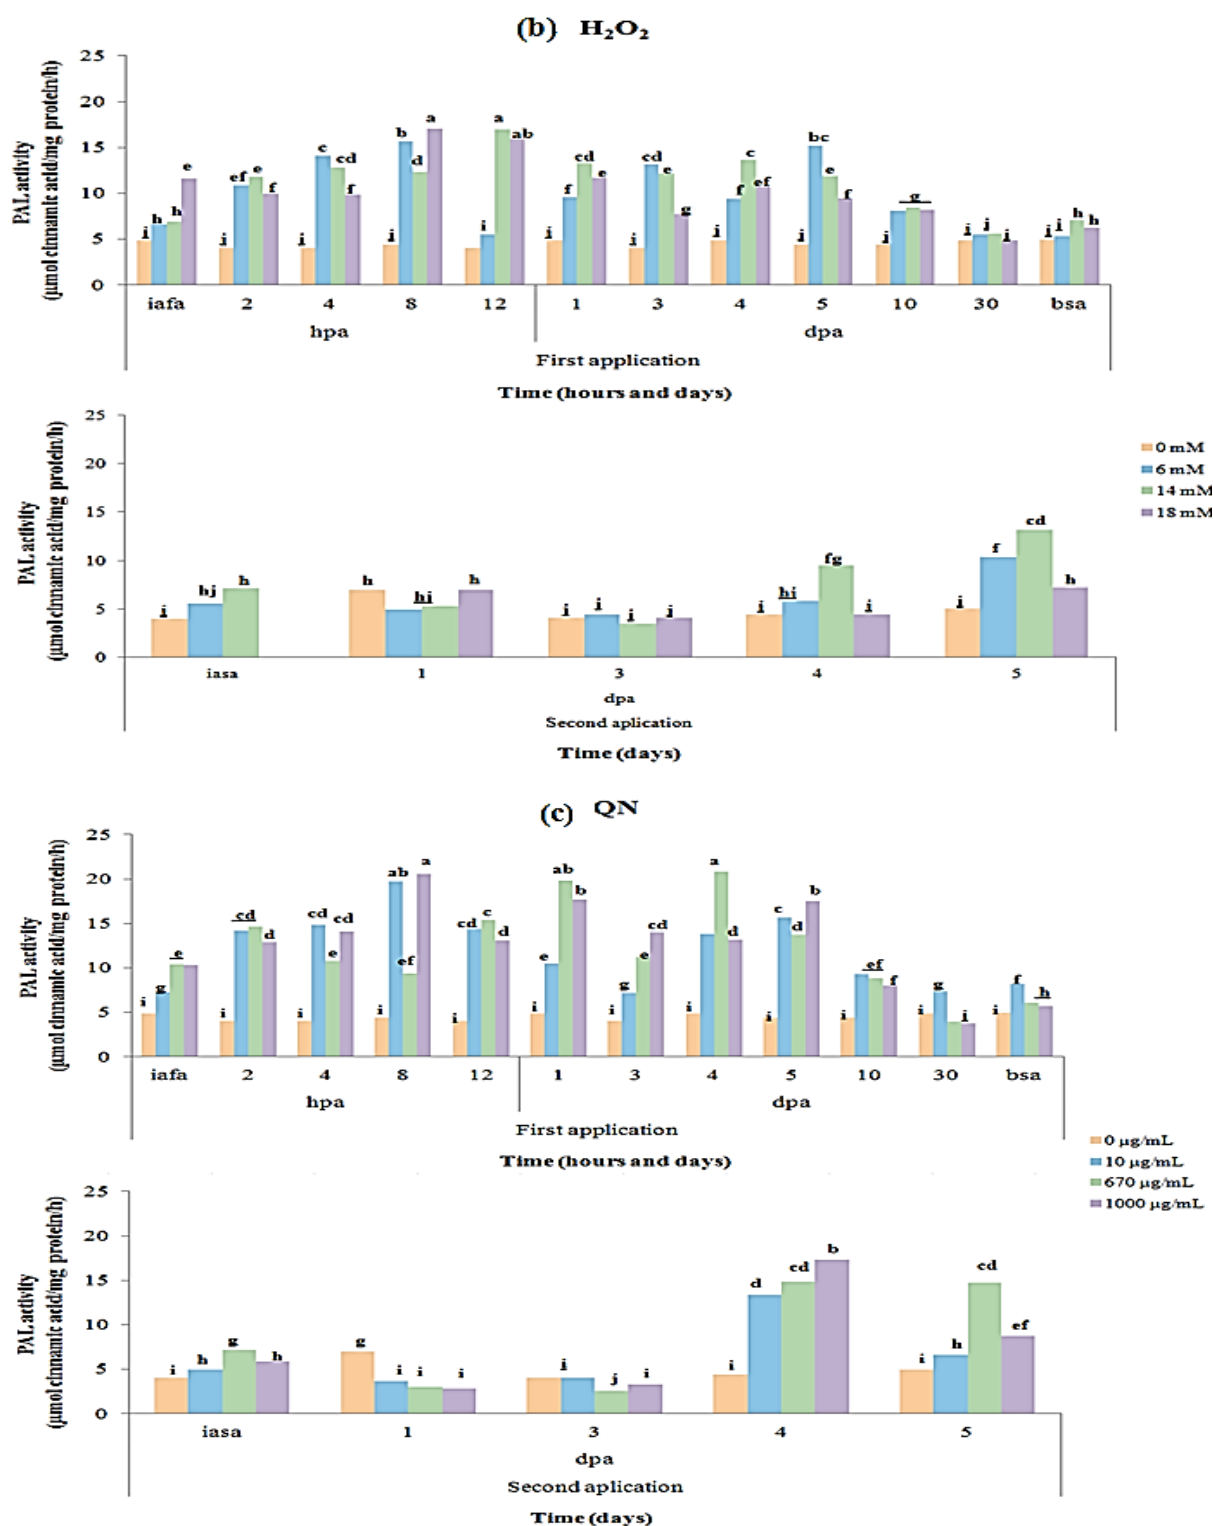 (b) H₂O₂
PAL activity
(µmol cinnamic acid/mg protein/h)
25
20
15
10
5
0
j h h e
j ef e f
j c cd f
j b d a
i a ab
j f cd e
j cd e g
j f c ef
j bc e f
j g
j j j
j j h h
iafa 2 4 8 12 1 3 4 5 10 30 bsa
hpa dpa
First application
Time (hours and days)
PAL activity
(µmol cinnamic acid/mg protein/h)
25
20
15
10
5
0
j hj h
h hi h
j j j j
j hi fg j
j f cd h
iasa 1 3 4 5
dpa
Second aplication
Time (days)
0 mM
6 mM
14 mM
18 mM
(c) QN
PAL activity
(µmol cinnamic acid/mg protein/h)
25
20
15
10
5
0
i g e
i cd d
i cd e cd
i ab ef a
i cd c d
i e ab b
i g e cd
i a d
i c d b
i ef f
i g j
i f h
iafa 2 4 8 12 1 3 4 5 10 30 bsa
hpa dpa
First application
Time (hours and days)
0 µg/mL
10 µg/mL
670 µg/mL
1000 µg/mL
PAL activity
(µmol cinnamic acid/mg protein/h)
25
20
15
10
5
0
i h g h
g i i i
i j i
i d cd b
i h cd ef
iasa 1 3 4 5
dpa
Second aplication
Time (days)